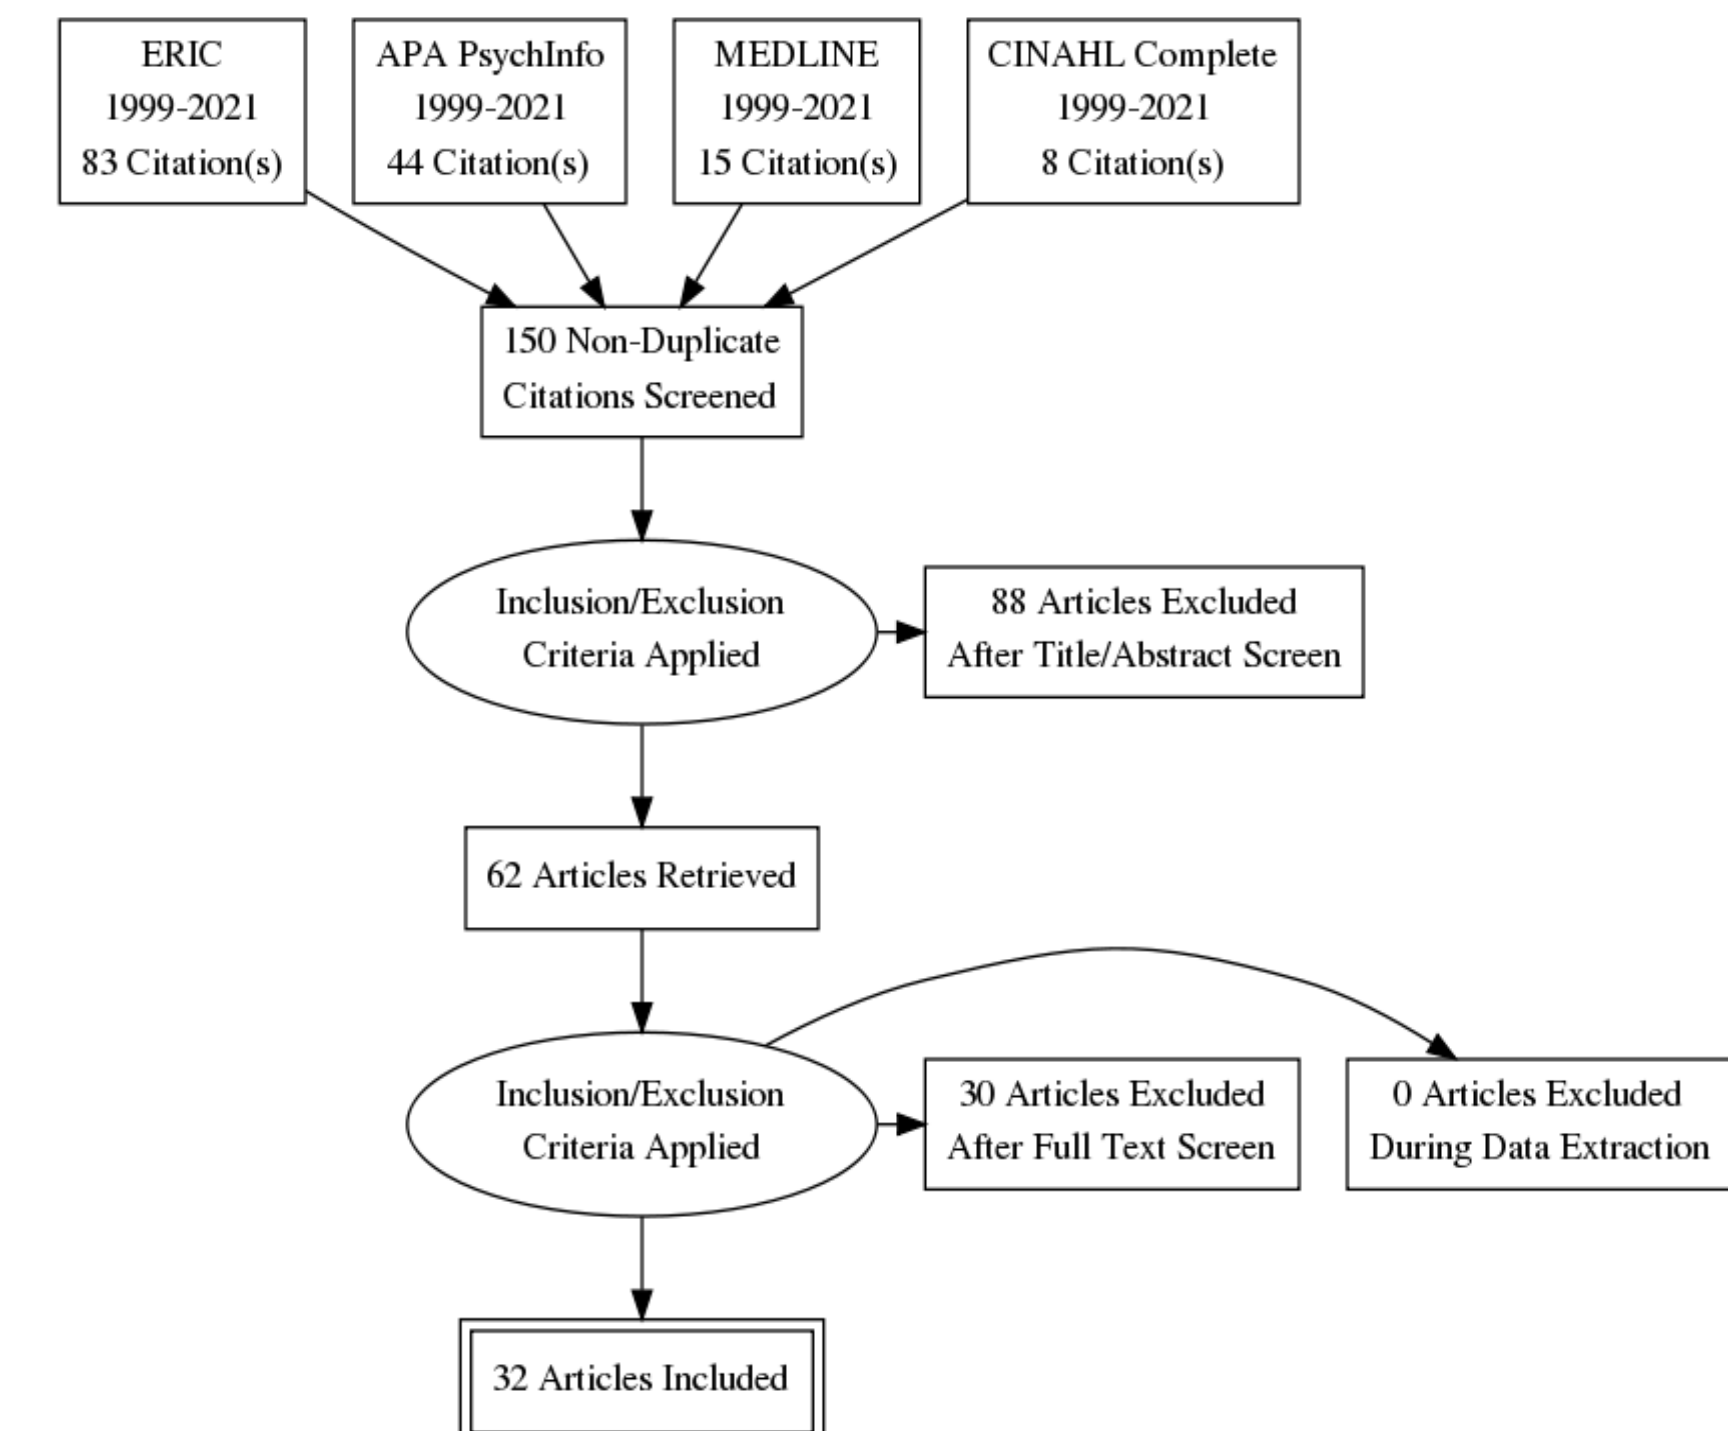 ERIC
1999-2021
83 Citation(s)
APA PsychInfo
1999-2021
44 Citation(s)
MEDLINE
1999-2021
15 Citation(s)
CINAHL Complete
1999-2021
8 Citation(s)
150 Non-Duplicate
Citations Screened
Inclusion/Exclusion
Criteria Applied
88 Articles Excluded
After Title/Abstract Screen
62 Articles Retrieved
Inclusion/Exclusion
Criteria Applied
30 Articles Excluded
After Full Text Screen
0 Articles Excluded
During Data Extraction
32 Articles Included